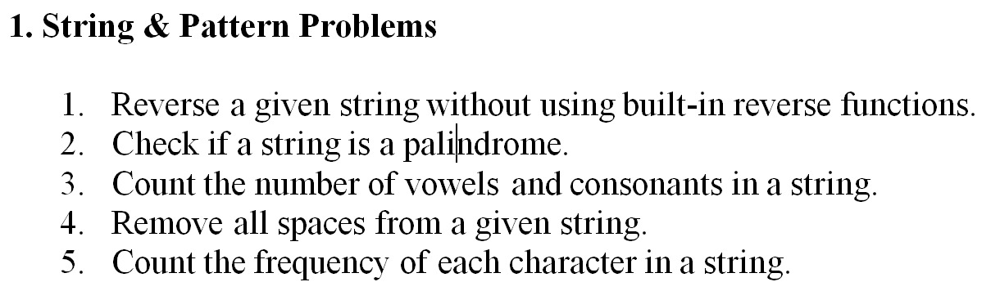 1. String & Pattern Problems
1. Reverse a given string without using built-in reverse functions.
2. Check if a string is a palindrome.
3. Count the number of vowels and consonants in a string.
4. Remove all spaces from a given string.
5. Count the frequency of each character in a string.